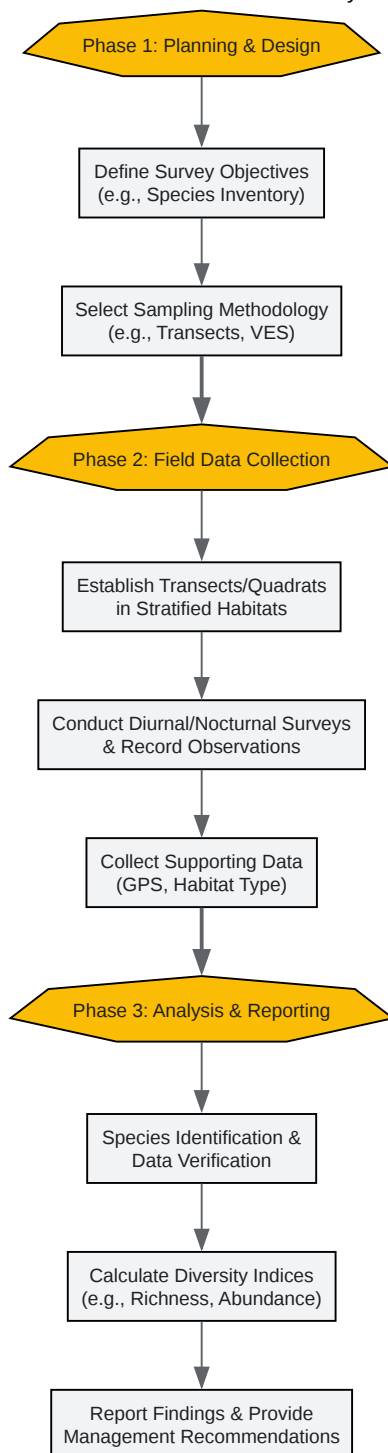 Phase 1: Planning & Design
Define Survey Objectives
(e.g., Species Inventory)
Select Sampling Methodology
(e.g., Transects, VES)
Phase 2: Field Data Collection
Establish Transects/Quadrats
in Stratified Habitats
Conduct Diurnal/Nocturnal Surveys
& Record Observations
Collect Supporting Data
(GPS, Habitat Type)
Phase 3: Analysis & Reporting
Species Identification &
Data Verification
Calculate Diversity Indices
(e.g., Richness, Abundance)
Report Findings & Provide
Management Recommendations